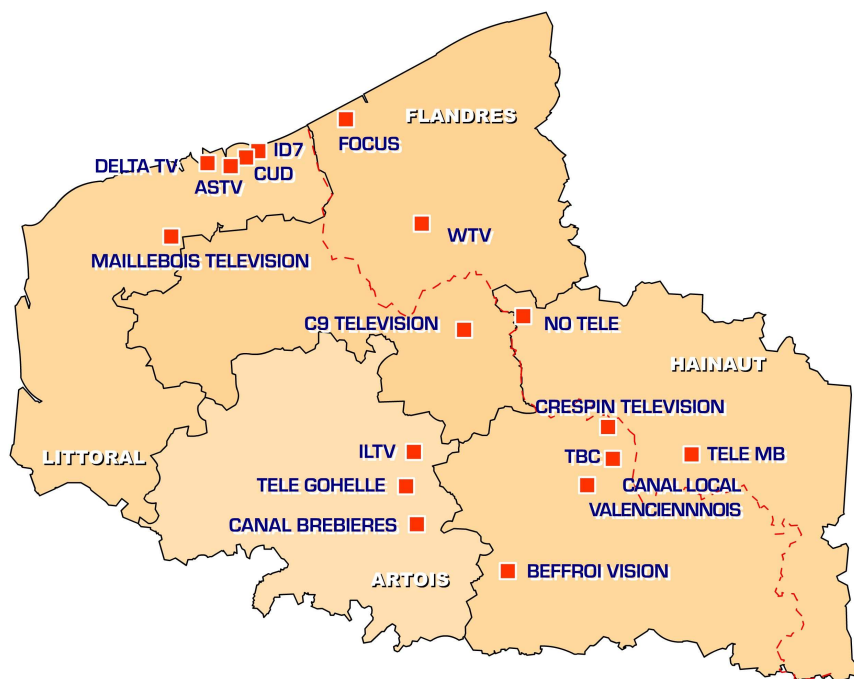 FLANDRES
FOCUS
ID7
DELTA TV
CUD
ASTV
WTV
MAILLEBOIS TELEVISION
C9 TELEVISION
NO TELE
HAINAUT
CRESPIN TELEVISION
ILTV
TBC
TELE MB
LITTORAL
TELE GOHELLE
CANAL LOCAL
VALENCIENNNOIS
CANAL BREBIERES
ARTOIS
BEFFROI VISION